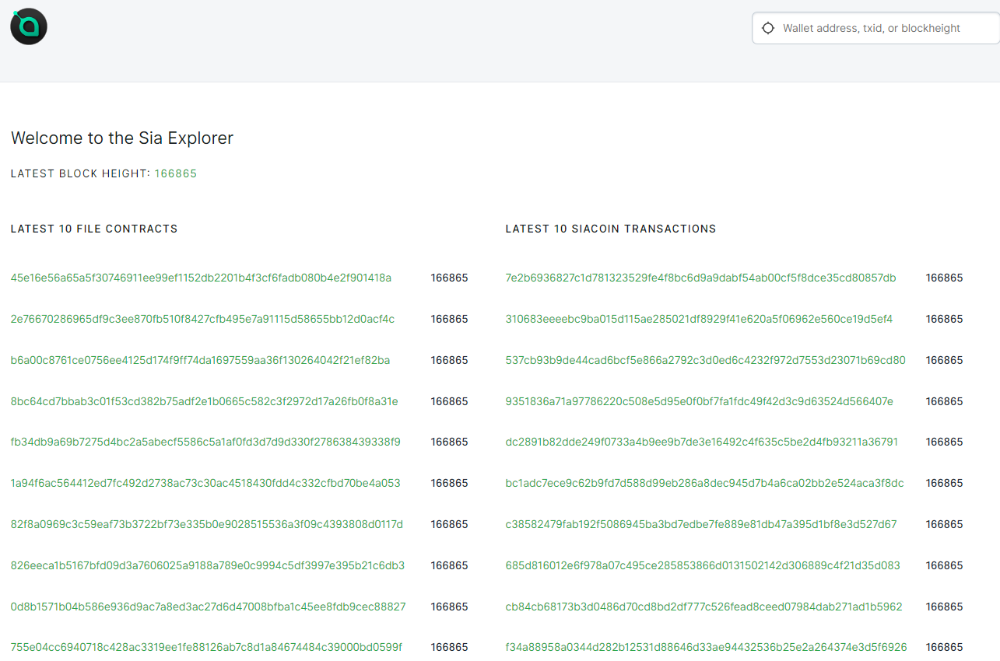 Wallet address, txid, or blockheight
Welcome to the Sia Explorer
LATEST BLOCK HEIGHT: 166865
LATEST 10 FILE CONTRACTS
45e16e56a65a5f30746911ee99ef1152db2201b4f3cf6fadb080b4e2f901418a 166865
2e76670286965df9c3ee870fb510f8427cfb495e7a91115d58655bb12d0acf4c 166865
b6a00c8761ce0756ee4125d174f9ff74da1697559aa36f130264042f21ef82ba 166865
8bc64cd7bbab3c01f53cd382b75adf2e1b0665c582c3f2972d17a26fb0f8a31e 166865
fb34db9a69b7275d4bc2a5abecf5586c5a1af0fd3d7d9d330f278638439338f9 166865
1a94f6ac564412ed7fc492d2738ac73c30ac4518430fdd4c332cfbd70be4a053 166865
82f8a0969c3c59eaf73b3722bf73e335b0e9028515536a3f09c4393808d0117d 166865
826eeca1b5167bfd09d3a7606025a9188a789e0c9994c5df3997e395b21c6db3 166865
0d8b1571b04b586e936d9ac7a8ed3ac27d6d47008bfba1c45ee8fdb9cec88827 166865
755e04cc6940718c428ac3319ee1fe88126ab7c8d1a84674484c39000bd0599f 166865
LATEST 10 SIACOIN TRANSACTIONS
7e2b6936827c1d781323529fe4f8bc6d9a9dabf54ab00cf5f8dce35cd80857db 166865
310683eeeebc9ba015d115ae285021df8929f41e620a5f06962e560ce19d5ef4 166865
537cb93b9de44cad6bcf5e866a2792c3d0ed6c4232f972d7553d23071b69cd80 166865
9351836a71a97786220c508e5d95e0f0bf7fa1fdc49f42d3c9d63524d566407e 166865
dc2891b82dde249f0733a4b9ee9b7de3e16492c4f635c5be2d4fb93211a36791 166865
bc1adc7ece9c62b9fd7d588d99eb286a8dec945d7b4a6ca02bb2e524aca3f8dc 166865
c38582479fab192f5086945ba3bd7edbe7fe889e81db47a395d1bf8e3d527d67 166865
685d816012e6f978a07c495ce285853866d0131502142d306889c4f21d35d083 166865
cb84cb68173b3d0486d70cd8bd2df777c526fead8ceed07984dab271ad1b5962 166865
f34a88958a0344d282b12531d88646d33ae94432536b25e2a264374e3d5f6926 166865